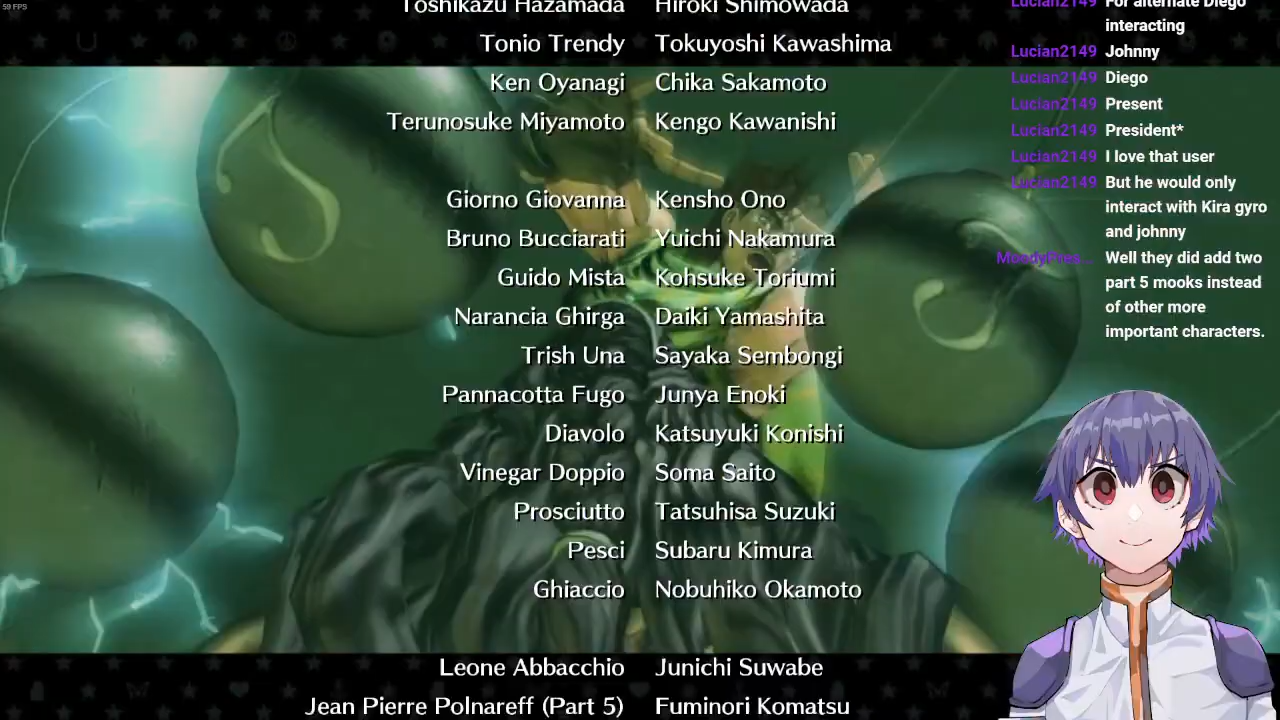 59 FPS
Toshikazu Hazamada Hiroki Shimowada
Tonio Trendy Tokuyoshi Kawashima
Ken Oyanagi Chika Sakamoto
Terunosuke Miyamoto Kengo Kawanishi
Giorno Giovanna Kensho Ono
Bruno Bucciarati Yuichi Nakamura
Guido Mista Kohsuke Toriumi
Narancia Ghirga Daiki Yamashita
Trish Una Sayaka Sembongi
Pannacotta Fugo Junya Enoki
Diavolo Katsuyuki Konishi
Vinegar Doppio Soma Saito
Prosciutto Tatsuhisa Suzuki
Pesci Subaru Kimura
Ghiaccio Nobuhiko Okamoto
Leone Abbacchio Junichi Suwabe
Jean Pierre Polnareff (Part 5) Fuminori Komatsu
Lucian2149 For alternate Diego
interacting
Lucian2149 Johnny
Lucian2149 Diego
Lucian2149 Present
Lucian2149 President*
Lucian2149 I love that user
Lucian2149 But he would only
interact with Kira gyro
and johnny
MoodyPres... Well they did add two
part 5 mooks instead
of other more
important characters.